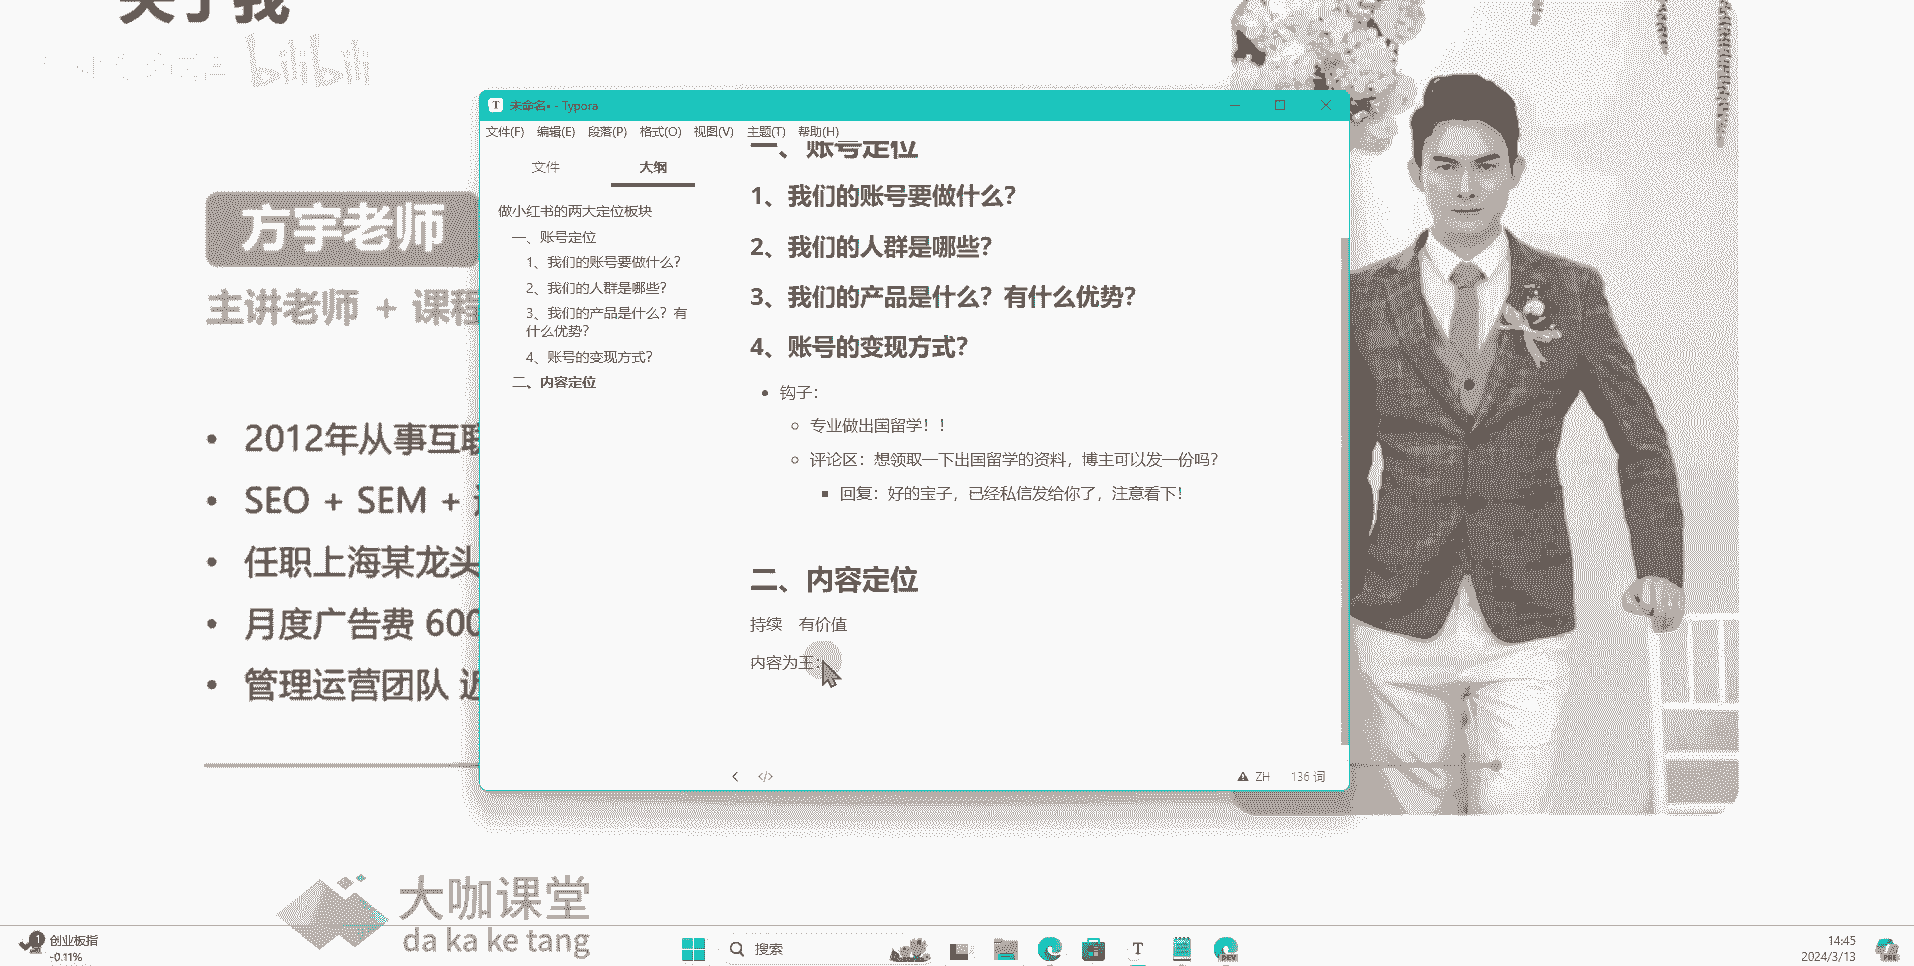 关于我
bilibili
方宇老师
主讲老师 + 课程
2012年从事互联
SEO + SEM +
任职上海某龙头
月度广告费 600
管理运营团队 近
大咖课堂
da ka ke tang
T 未命名• - Typora
文件(F) 编辑(E) 段落(P) 格式(O) 视图(V) 主题(T) 帮助(H)
文件 大纲
做小红书的两大定位板块
一、账号定位
1、我们的账号要做什么？
2、我们的人群是哪些？
3、我们的产品是什么？有
什么优势？
4、账号的变现方式？
二、内容定位
一、账号定位
1、我们的账号要做什么？
2、我们的人群是哪些？
3、我们的产品是什么？有什么优势？
4、账号的变现方式？
钩子：
专业做出国留学！！
评论区：想领取一下出国留学的资料，博主可以发一份吗？
回复：好的宝子，已经私信发给你了，注意看下！
二、内容定位
持续 有价值
内容为王：
</> ZH 136 词
1 创业板指
-0.11%
搜索
T
DEV
14:45
2024/3/13
PRE